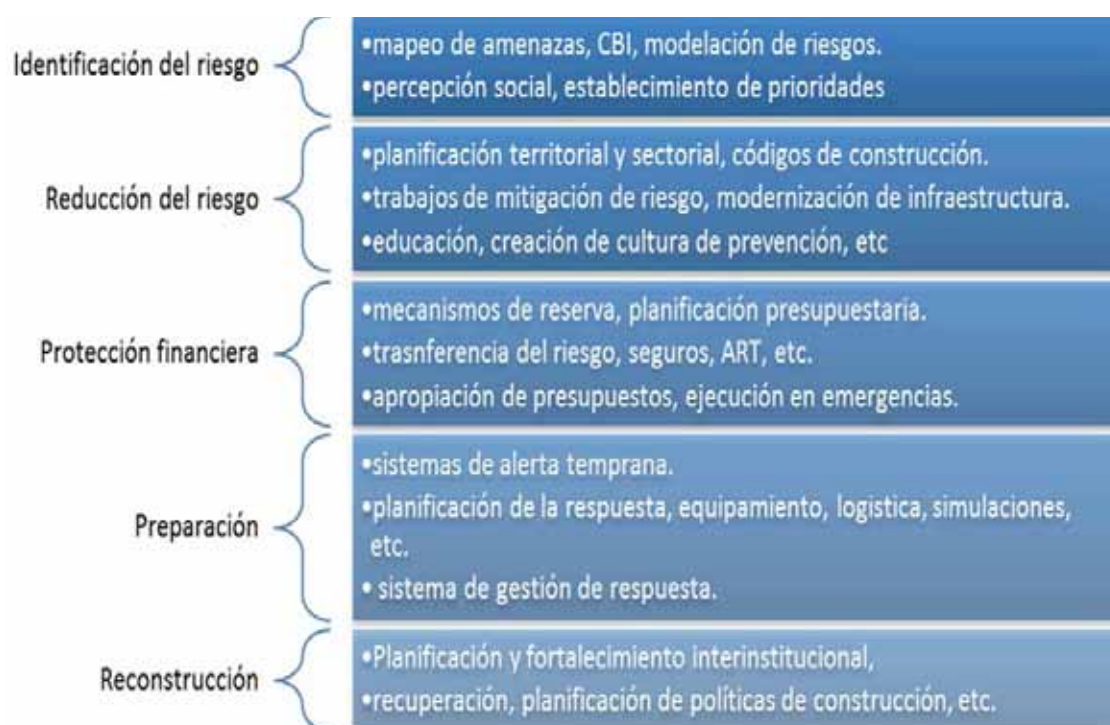 Identificación del riesgo
•mapeo de amenazas, CBI, modelación de riesgos.
•percepción social, establecimiento de prioridades
Reducción del riesgo
•planificación territorial y sectorial, códigos de construcción.
•trabajos de mitigación de riesgo, modernización de infraestructura.
•educación, creación de cultura de prevención, etc
Protección financiera
•mecanismos de reserva, planificación presupuestaria.
•trasnferencia del riesgo, seguros, ART, etc.
•apropiación de presupuestos, ejecución en emergencias.
Preparación
•sistemas de alerta temprana.
•planificación de la respuesta, equipamiento, logistica, simulaciones,
etc.
• sistema de gestión de respuesta.
Reconstrucción
•Planificación y fortalecimiento interinstitucional,
•recuperación, planificación de políticas de construcción, etc.